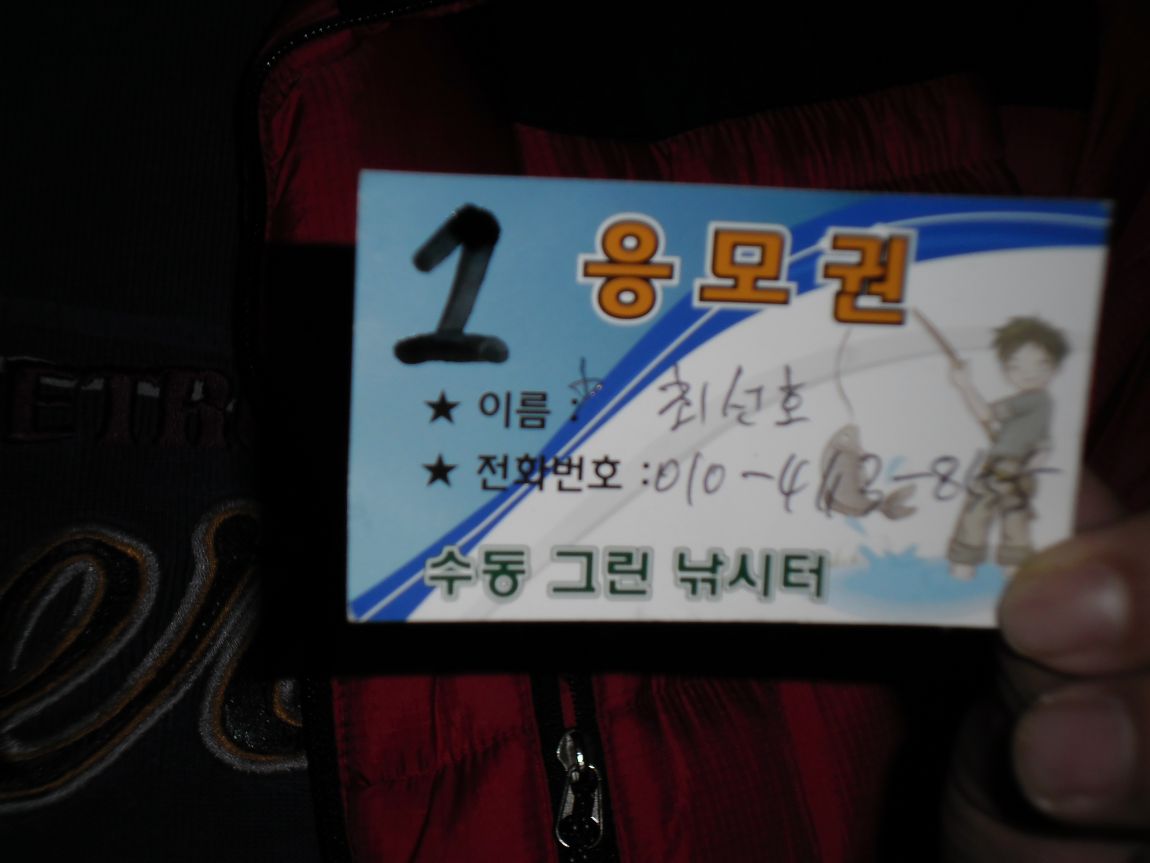 1 응모권
★ 이름 : 최선호
★ 전화번호 :
수동 그린 낚시터